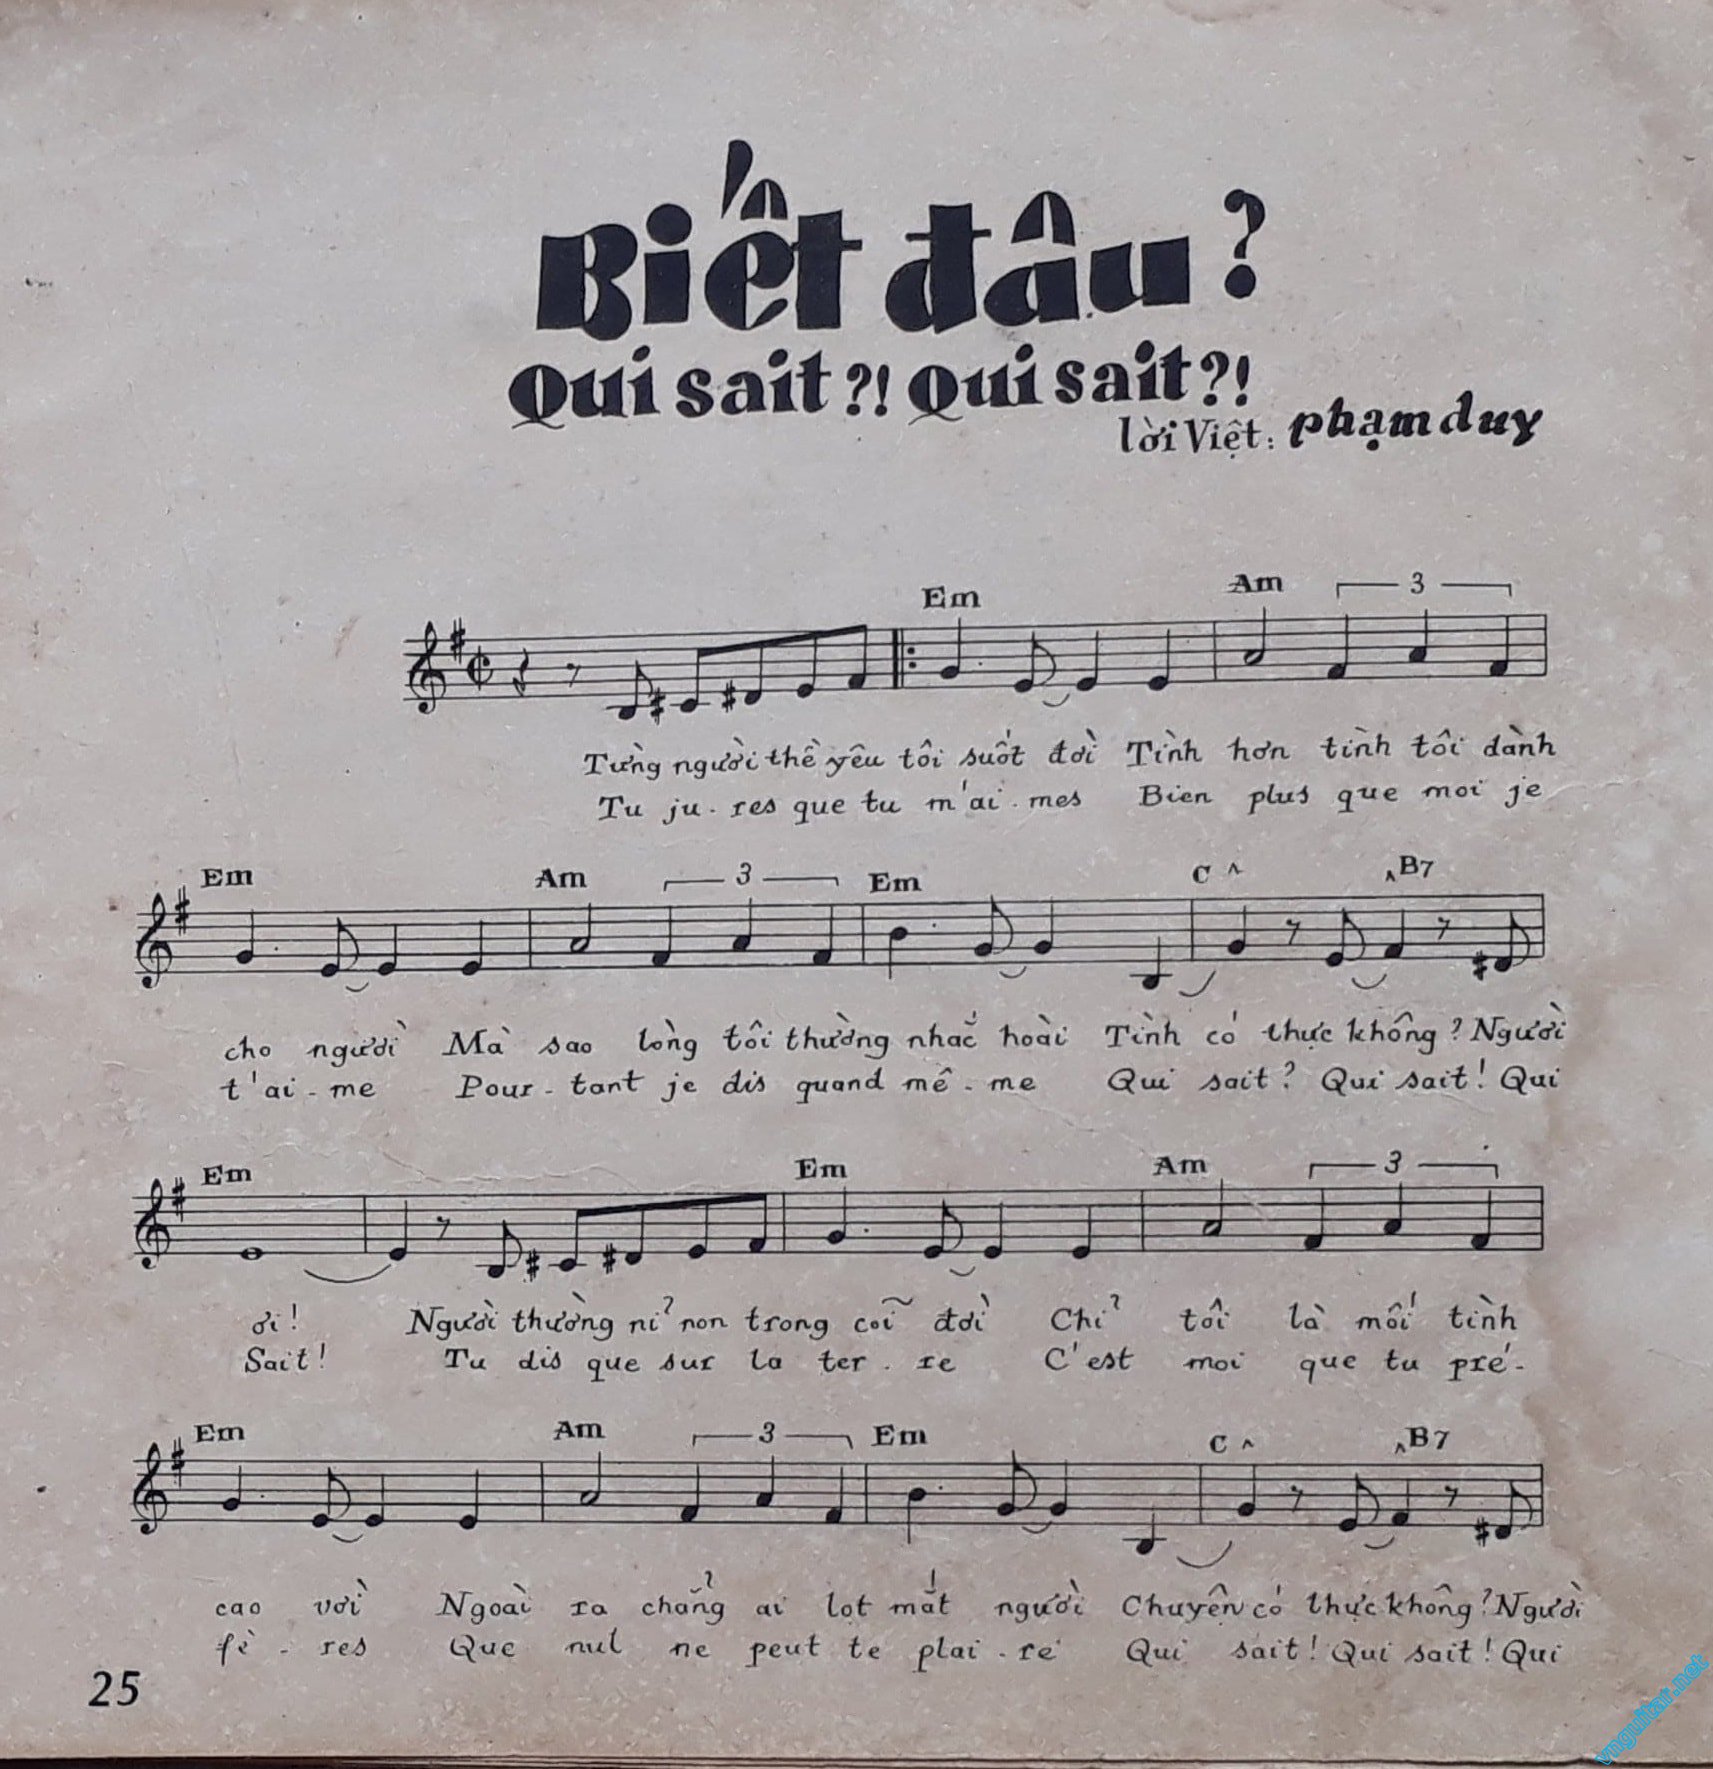 Biết đâu?
Qui sait?! Qui sait?!
lời Việt: phạm duy
Em Am 3
Từng người thề yêu tôi suốt đời Tình hơn tình tôi dành
Tu ju-res que tu m'ai-mes Bien plus que moi je
Em Am 3 Em C ^ ^ B7
cho người Mà sao lòng tôi thường nhắc hoài Tình có thực không? Người
t'ai-me Pour-tant je dis quand mê-me Qui sait? Qui sait! Qui
Em Em Am 3
ơi! Người thường nỉ non trong cõi đời Chỉ tôi là mối tình
Sait! Tu dis que sur la ter-re C'est moi que tu pré-
Em Am 3 Em C ^ ^ B7
cao vời Ngoài ra chẳng ai lọt mắt người Chuyện có thực không? Người
fè-res Que nul ne peut te plai-re Qui sait! Qui sait! Qui
25
vnguitar.net